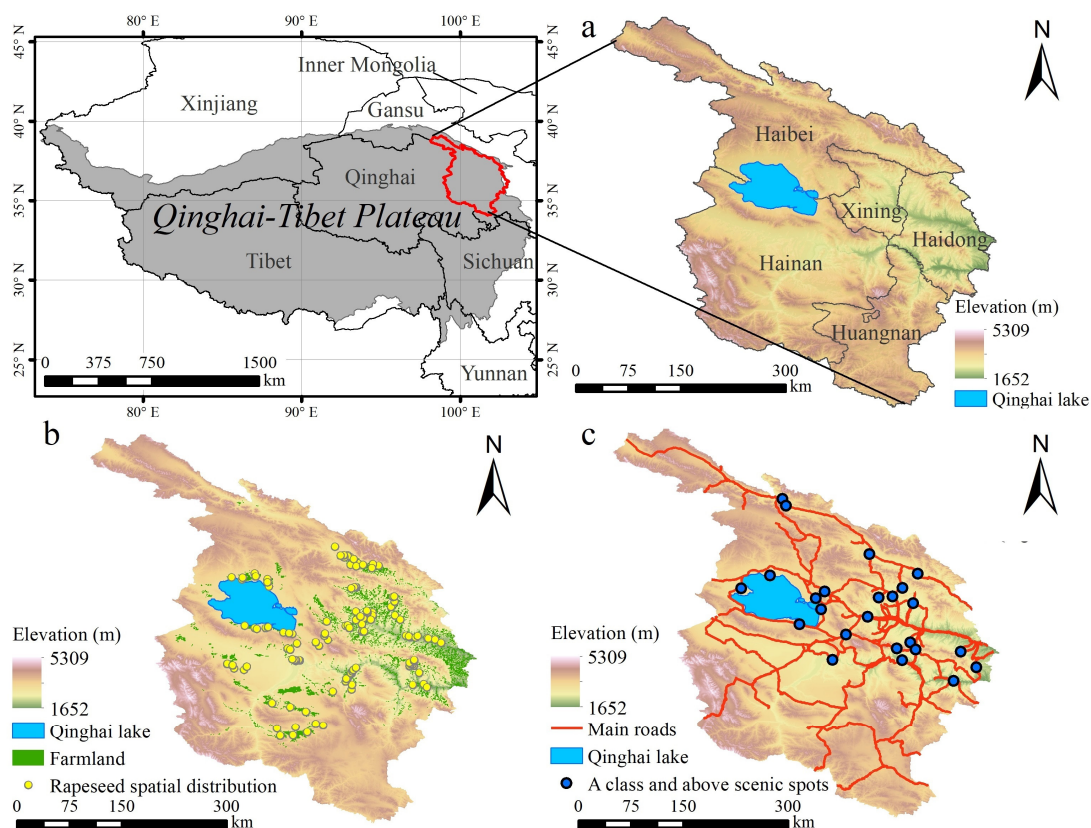 80° E
90° E
100° E
45° N
45° N
Inner Mongolia
Xinjiang
Gansu
40° N
40° N
Qinghai
35° N
35° N
Qinghai-Tibet Plateau
Tibet
Sichuan
30° N
30° N
25° N
25° N
Yunnan
0 375 750 1500
km
80° E
90° E
100° E
a
N
Haibei
Xining
Haidong
Hainan
Huangnan
Elevation (m)
5309
1652
Qinghai lake
0 75 150 300
km
b
N
Elevation (m)
5309
1652
Qinghai lake
Farmland
Rapeseed spatial distribution
0 75 150 300
km
c
N
Elevation (m)
5309
1652
Main roads
Qinghai lake
A class and above scenic spots
0 75 150 300
km